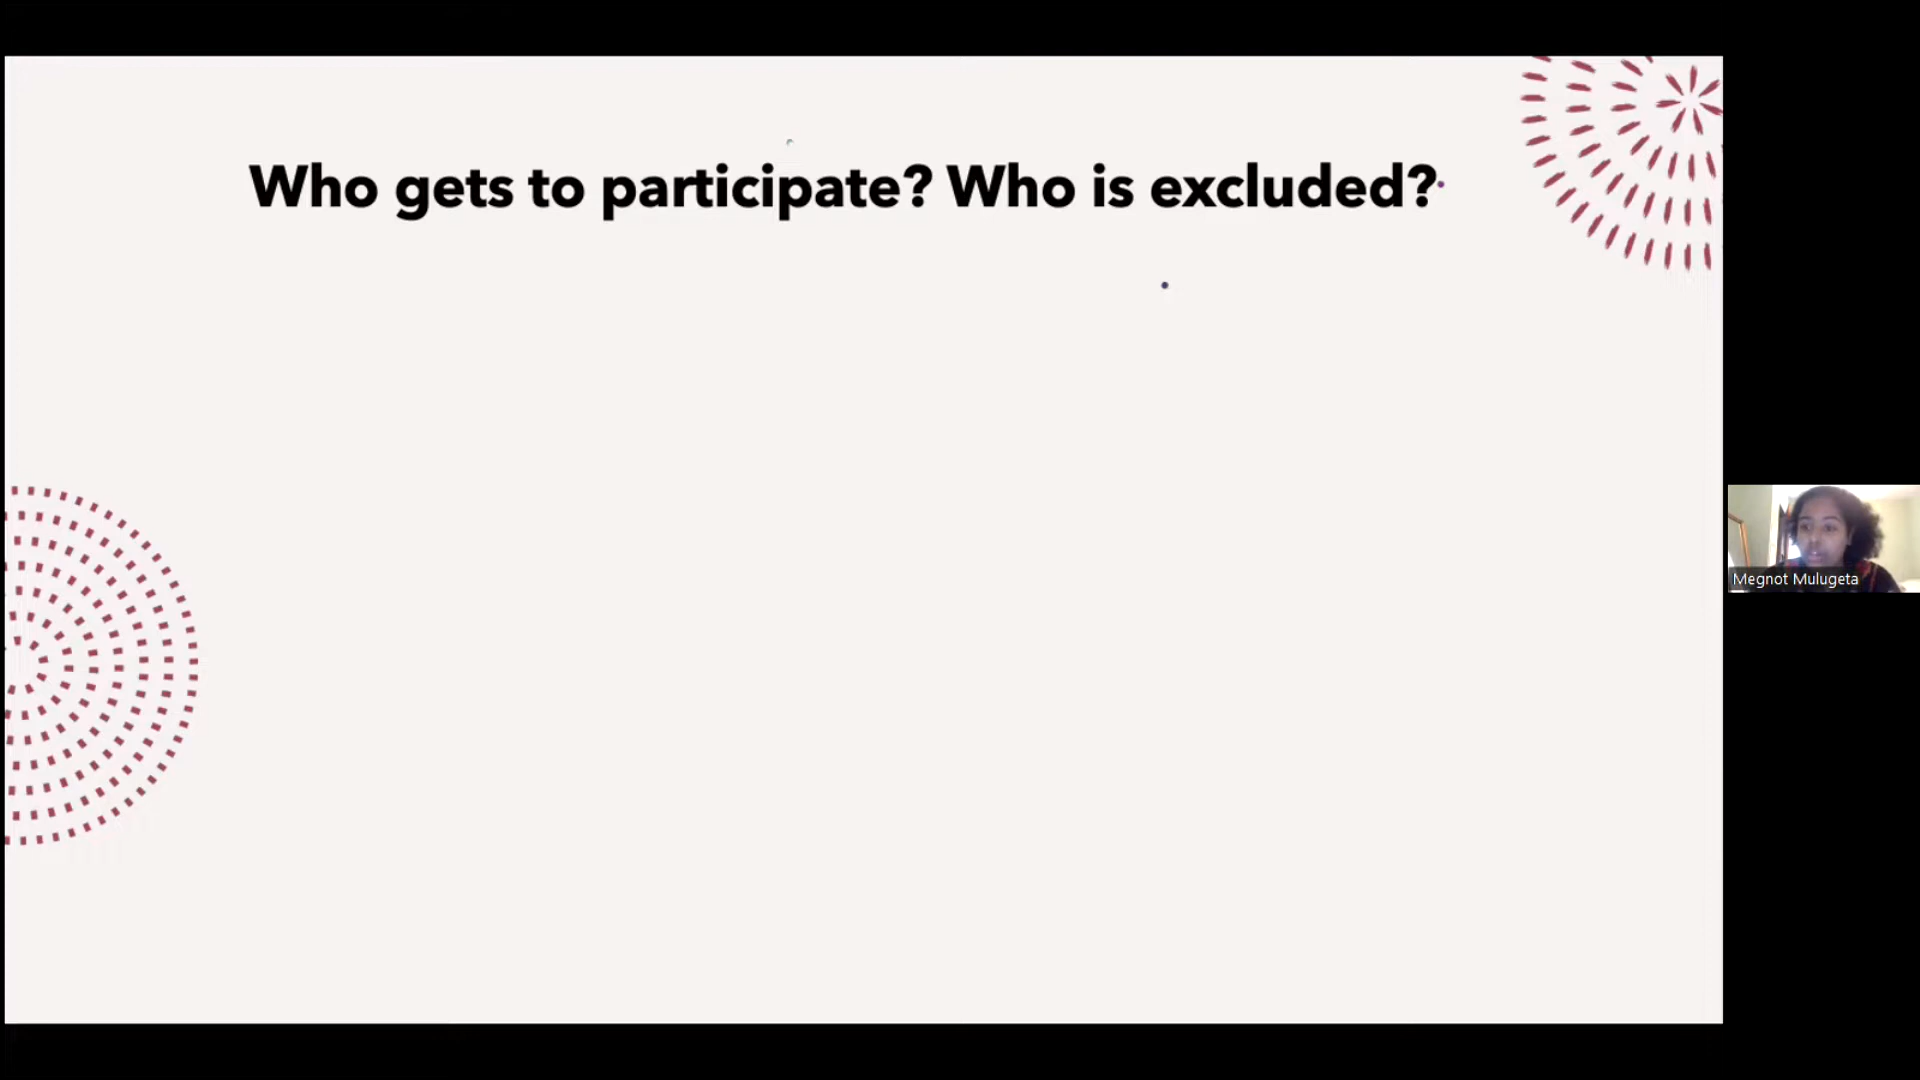 Who gets to participate? Who is excluded?
Megnot Mulugeta